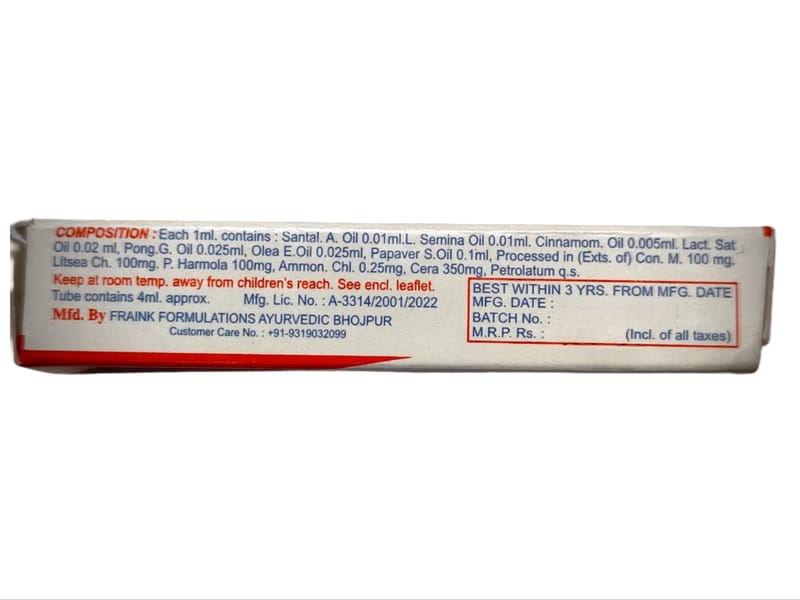 COMPOSITION : Each 1ml. contains : Santal. A. Oil 0.01ml.L. Semina Oil 0.01ml. Cinnamom. Oil 0.005ml. Lact. Sat
Oil 0.02 ml, Pong.G. Oil 0.025ml, Olea E.Oil 0.025ml, Papaver S.Oil 0.1ml, Processed in (Exts. of) Con. M. 100 mg.
Litsea Ch. 100mg. P. Harmola 100mg, Ammon. Chl. 0.25mg, Cera 350mg, Petrolatum q.s.
Keep at room temp. away from children's reach. See encl. leaflet.
Tube contains 4ml. approx. Mfg. Lic. No. : A-3314/2001/2022
Mfd. By FRAINK FORMULATIONS AYURVEDIC BHOJPUR
Customer Care No. : +91-9319032099
BEST WITHIN 3 YRS. FROM MFG. DATE
MFG. DATE :
BATCH No. :
M.R.P. Rs. : (Incl. of all taxes)